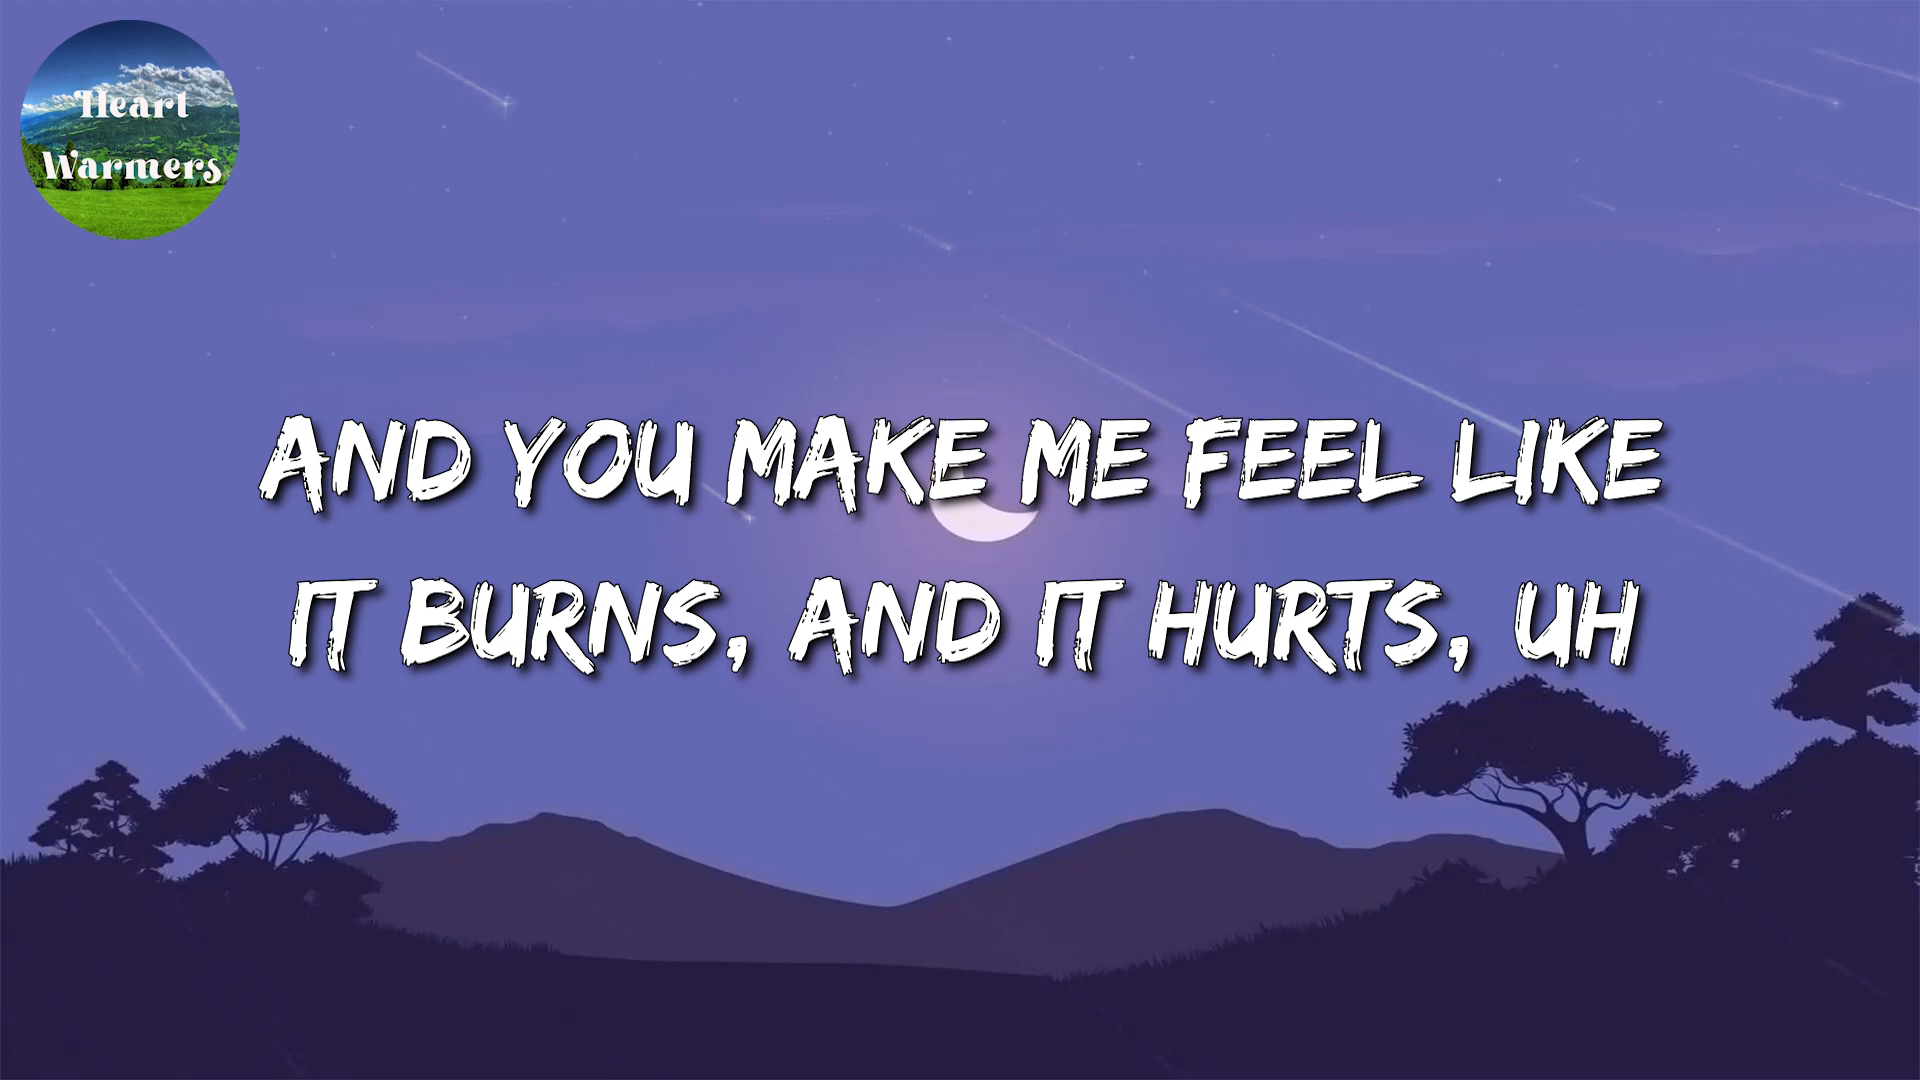 Heart
Warmers
AND YOU MAKE ME FEEL LIKE
IT BURNS, AND IT HURTS, UH